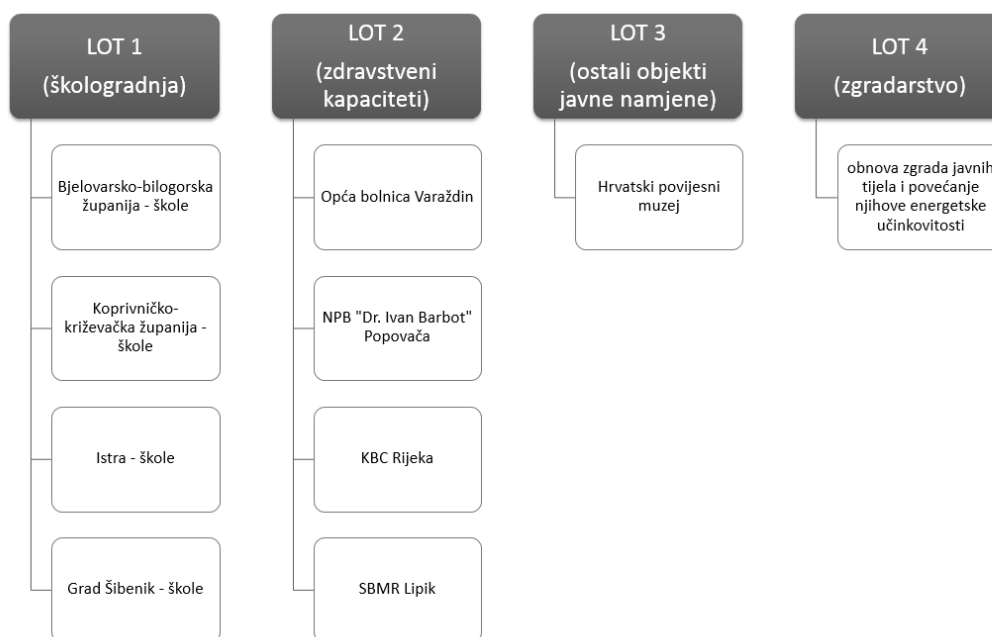 LOT 1
(škologradnja)
Bjelovarsko-bilogorska
županija - škole
Koprivničko-
križevačka županija -
škole
Istra - škole
Grad Šibenik - škole
LOT 2
(zdravstveni
kapaciteti)
Opća bolnica Varaždin
NPB "Dr. Ivan Barbot"
Popovača
KBC Rijeka
SBMR Lipik
LOT 3
(ostali objekti
javne namjene)
Hrvatski povijesni
muzej
LOT 4
(zgradarstvo)
obnova zgrada javnih
tijela i povećanje
njihove energetske
učinkovitosti